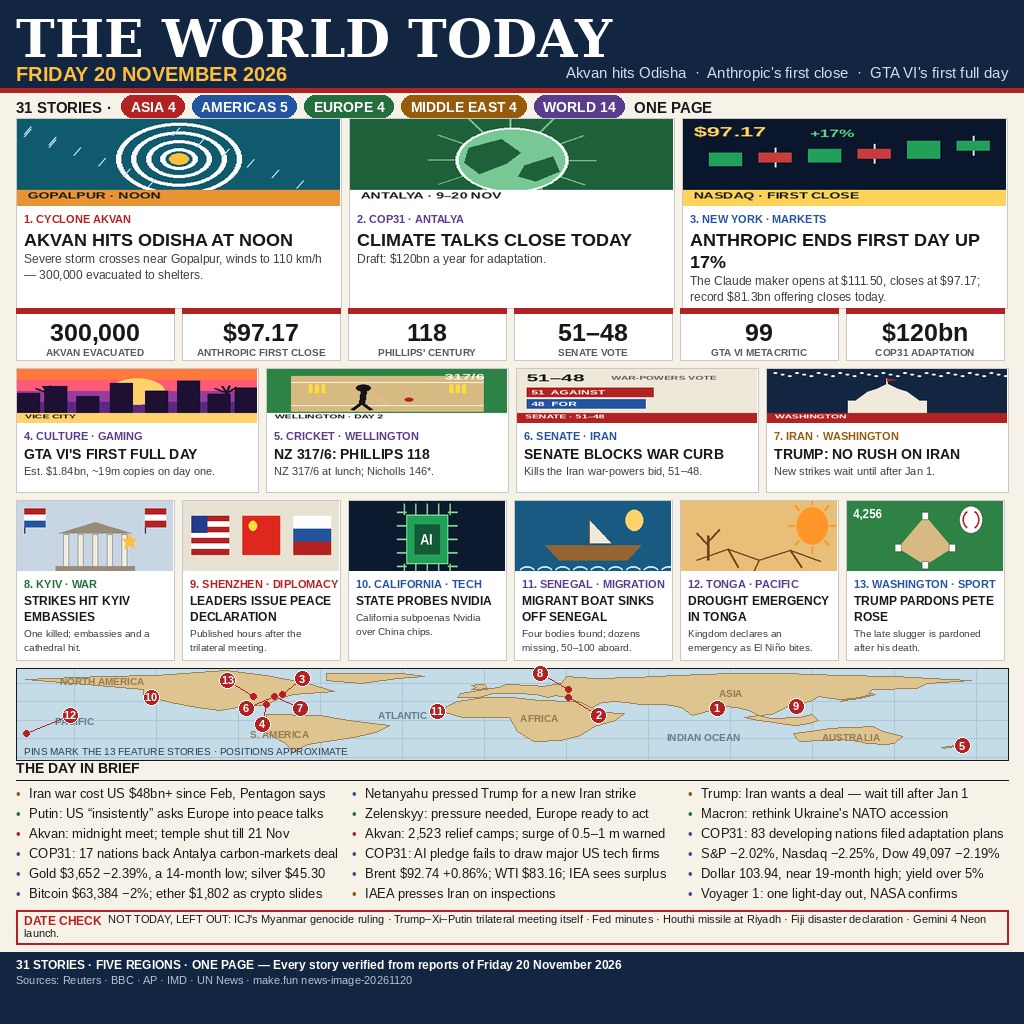 THE WORLD TODAY
FRIDAY 20 NOVEMBER 2026
Akvan hits Odisha · Anthropic's first close · GTA VI's first full day
31 STORIES · ASIA 4 AMERICAS 5 EUROPE 4 MIDDLE EAST 4 WORLD 14 ONE PAGE
GOPALPUR · NOON
1. CYCLONE AKVAN
AKVAN HITS ODISHA AT NOON
Severe storm crosses near Gopalpur, winds to 110 km/h
— 300,000 evacuated to shelters.
ANTALYA · 9–20 NOV
2. COP31 · ANTALYA
CLIMATE TALKS CLOSE TODAY
Draft: $120bn a year for adaptation.
$97.17 +17%
NASDAQ · FIRST CLOSE
3. NEW YORK · MARKETS
ANTHROPIC ENDS FIRST DAY UP
17%
The Claude maker opens at $111.50, closes at $97.17;
record $81.3bn offering closes today.
300,000
AKVAN EVACUATED
$97.17
ANTHROPIC FIRST CLOSE
118
PHILLIPS' CENTURY
51–48
SENATE VOTE
99
GTA VI METACRITIC
$120bn
COP31 ADAPTATION
VICE CITY
4. CULTURE · GAMING
GTA VI'S FIRST FULL DAY
Est. $1.84bn, ~19m copies on day one.
317/6
WELLINGTON · DAY 2
5. CRICKET · WELLINGTON
NZ 317/6: PHILLIPS 118
NZ 317/6 at lunch; Nicholls 146*.
51–48 WAR-POWERS VOTE
51 AGAINST
48 FOR
SENATE · 51–48
6. SENATE · IRAN
SENATE BLOCKS WAR CURB
Kills the Iran war-powers bid, 51–48.
WASHINGTON
7. IRAN · WASHINGTON
TRUMP: NO RUSH ON IRAN
New strikes wait until after Jan 1.
8. KYIV · WAR
STRIKES HIT KYIV
EMBASSIES
One killed; embassies and a
cathedral hit.
9. SHENZHEN · DIPLOMACY
LEADERS ISSUE PEACE
DECLARATION
Published hours after the
trilateral meeting.
AI
10. CALIFORNIA · TECH
STATE PROBES NVIDIA
California subpoenas Nvidia
over China chips.
11. SENEGAL · MIGRATION
MIGRANT BOAT SINKS
OFF SENEGAL
Four bodies found; dozens
missing, 50–100 aboard.
12. TONGA · PACIFIC
DROUGHT EMERGENCY
IN TONGA
Kingdom declares an
emergency as El Niño bites.
4,256
13. WASHINGTON · SPORT
TRUMP PARDONS PETE
ROSE
The late slugger is pardoned
after his death.
NORTH AMERICA
13
3
8
10
ASIA
12
PACIFIC
6
7
ATLANTIC
11
AFRICA
2
1
9
4
S. AMERICA
INDIAN OCEAN
AUSTRALIA
5
PINS MARK THE 13 FEATURE STORIES · POSITIONS APPROXIMATE
THE DAY IN BRIEF
• Iran war cost US $48bn+ since Feb, Pentagon says
• Netanyahu pressed Trump for a new Iran strike
• Trump: Iran wants a deal — wait till after Jan 1
• Putin: US “insistently” asks Europe into peace talks
• Zelenskyy: pressure needed, Europe ready to act
• Macron: rethink Ukraine's NATO accession
• Akvan: midnight meet; temple shut till 21 Nov
• Akvan: 2,523 relief camps; surge of 0.5–1 m warned
• COP31: 83 developing nations filed adaptation plans
• COP31: 17 nations back Antalya carbon-markets deal
• COP31: AI pledge fails to draw major US tech firms
• S&P −2.02%, Nasdaq −2.25%, Dow 49,097 −2.19%
• Gold $3,652 −2.39%, a 14-month low; silver $45.30
• Brent $92.74 +0.86%; WTI $83.16; IEA sees surplus
• Dollar 103.94, near 19-month high; yield over 5%
• Bitcoin $63,384 −2%; ether $1,802 as crypto slides
• IAEA presses Iran on inspections
• Voyager 1: one light-day out, NASA confirms
DATE CHECK NOT TODAY, LEFT OUT: ICJ's Myanmar genocide ruling · Trump–Xi–Putin trilateral meeting itself · Fed minutes · Houthi missile at Riyadh · Fiji disaster declaration · Gemini 4 Neon
launch.
31 STORIES · FIVE REGIONS · ONE PAGE — Every story verified from reports of Friday 20 November 2026
Sources: Reuters · BBC · AP · IMD · UN News · make.fun news-image-20261120